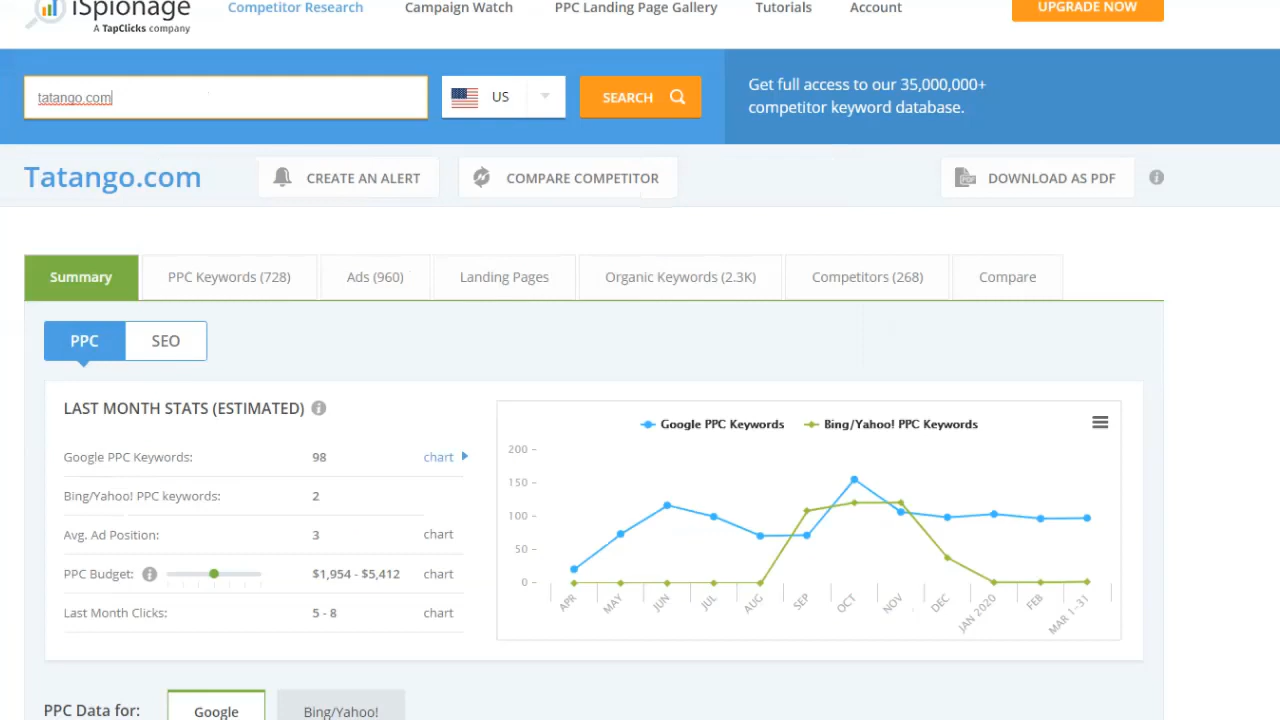 iSpionage
A TapClicks company
Competitor Research
Campaign Watch
PPC Landing Page Gallery
Tutorials
Account
UPGRADE NOW
tatango.com
US
SEARCH
Get full access to our 35,000,000+
competitor keyword database.
Tatango.com
CREATE AN ALERT
COMPARE COMPETITOR
DOWNLOAD AS PDF
Summary
PPC Keywords (728)
Ads (960)
Landing Pages
Organic Keywords (2.3K)
Competitors (268)
Compare
PPC
SEO
LAST MONTH STATS (ESTIMATED)
Google PPC Keywords: 98 chart
Bing/Yahoo! PPC keywords: 2
Avg. Ad Position: 3 chart
PPC Budget: $1,954 - $5,412 chart
Last Month Clicks: 5 - 8 chart
Google PPC Keywords
Bing/Yahoo! PPC Keywords
200
150
100
50
0
APR
MAY
JUN
JUL
AUG
SEP
OCT
NOV
DEC
JAN 2020
FEB
MAR 1-31
PPC Data for:
Google
Bing/Yahoo!